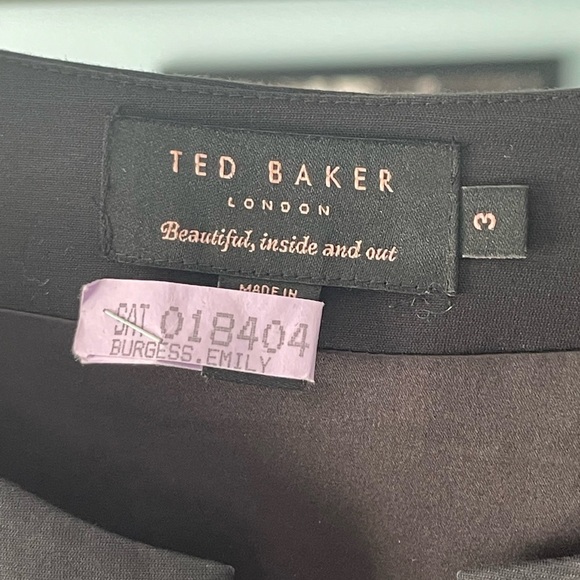 TED BAKER
LONDON
Beautiful, inside and out
3
MADE IN
SAT 018404
BURGESS, EMILY